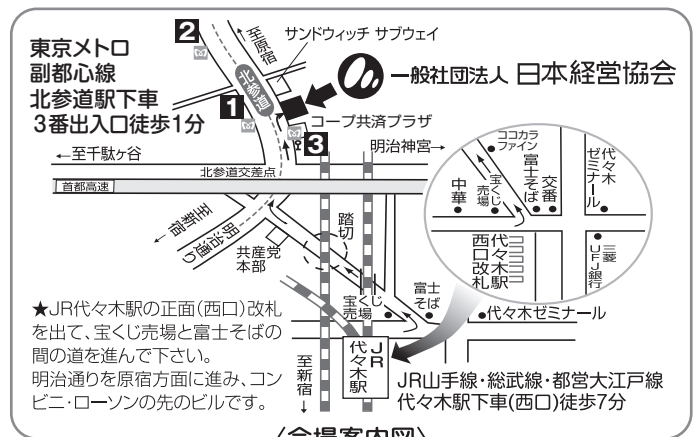 東京メトロ
副都心線
北参道駅下車
3番出入口徒歩1分
2
至原宿
サンドウィッチ サブウェイ
北参道
一般社団法人 日本経営協会
1
コープ共済プラザ
3
←至千駄ヶ谷
明治神宮→
北参道交差点
首都高速
至新宿
明治通り
共産党
本部
踏切
ココカラ
ファイン
代々木
ゼミナール
富士そば
交番
宝くじ
売場
中華
代々木駅
西口改札
三菱
UFJ銀行
宝くじ
売場
富士
そば
代々木ゼミナール
★JR代々木駅の正面(西口)改札
を出て、宝くじ売場と富士そばの
間の道を進んで下さい。
明治通りを原宿方面に進み、コン
ビニ・ローソンの先のビルです。
至新宿↓
JR
代々木駅
JR山手線・総武線・都営大江戸線
代々木駅下車(西口)徒歩7分